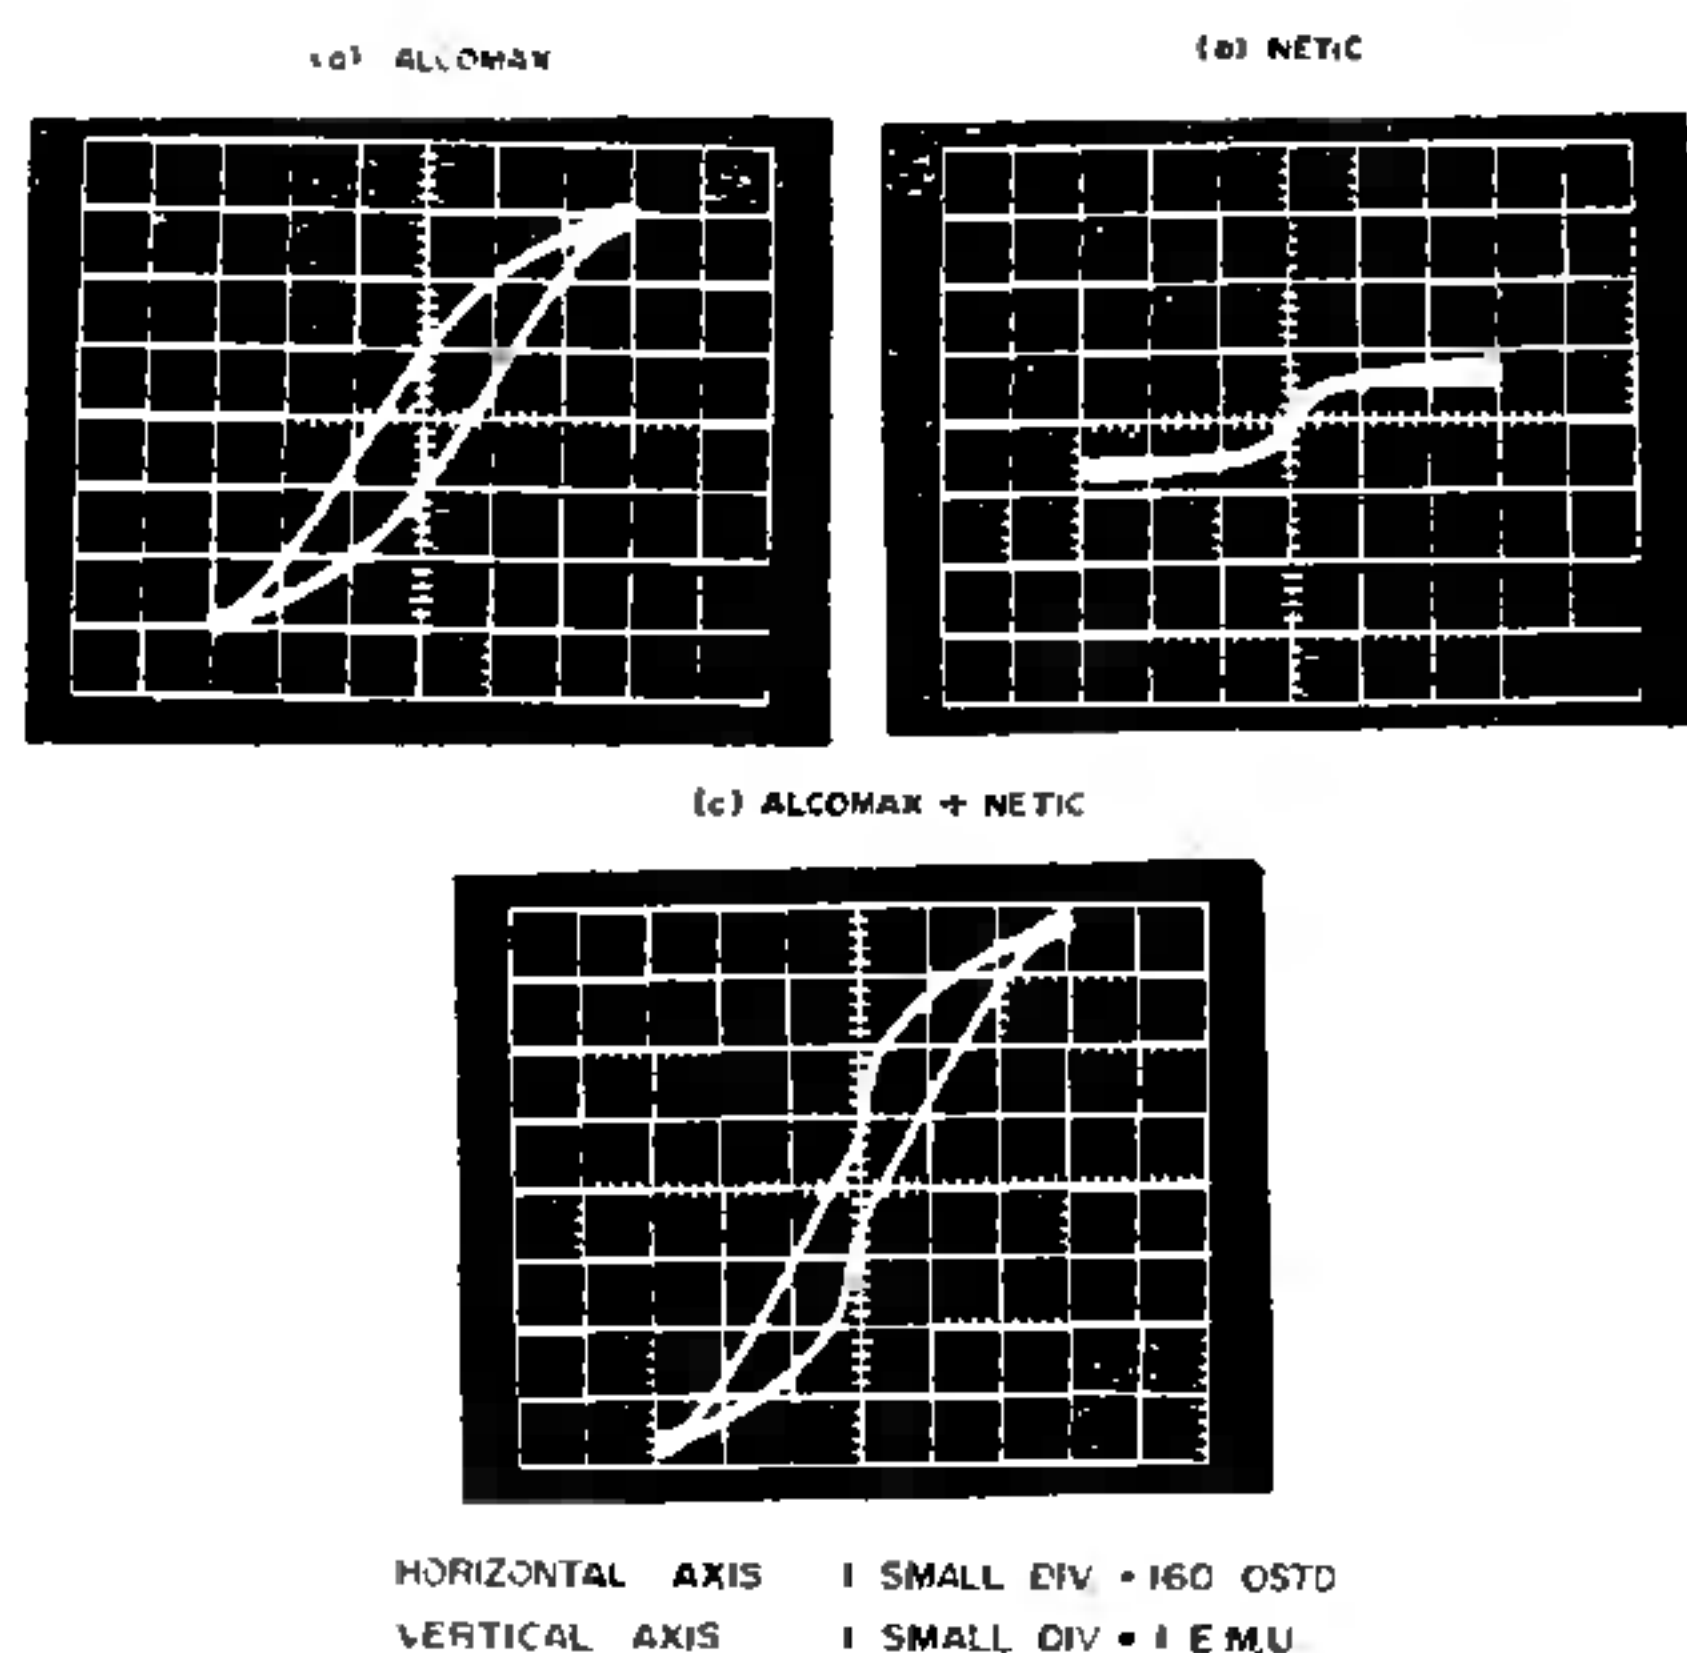 (a) ALCOMAX
(b) NETIC
(c) ALCOMAX + NETIC
HORIZONTAL AXIS 1 SMALL DIV • 160 OSTD
VERTICAL AXIS 1 SMALL DIV • 1 E M.U